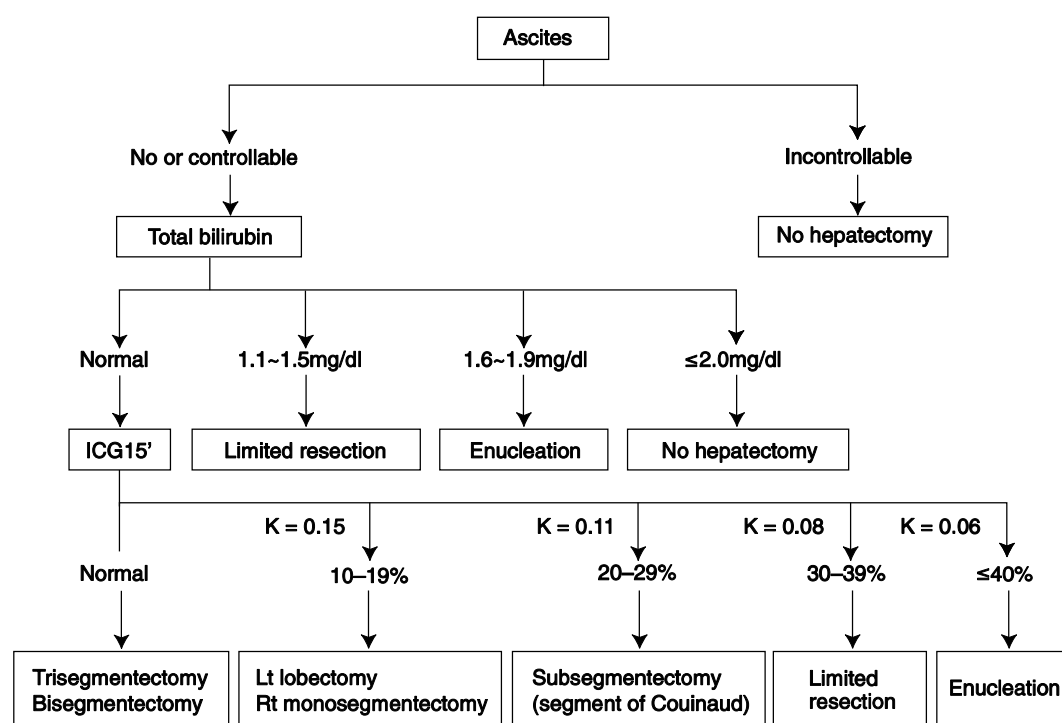 Ascites
No or controllable
Incontrollable
Total bilirubin
No hepatectomy
Normal
1.1~1.5mg/dl
1.6~1.9mg/dl
≤2.0mg/dl
ICG15’
Limited resection
Enucleation
No hepatectomy
K = 0.15
K = 0.11
K = 0.08
K = 0.06
Normal
10–19%
20–29%
30–39%
≤40%
Trisegmentectomy
Bisegmentectomy
Lt lobectomy
Rt monosegmentectomy
Subsegmentectomy
(segment of Couinaud)
Limited
resection
Enucleation